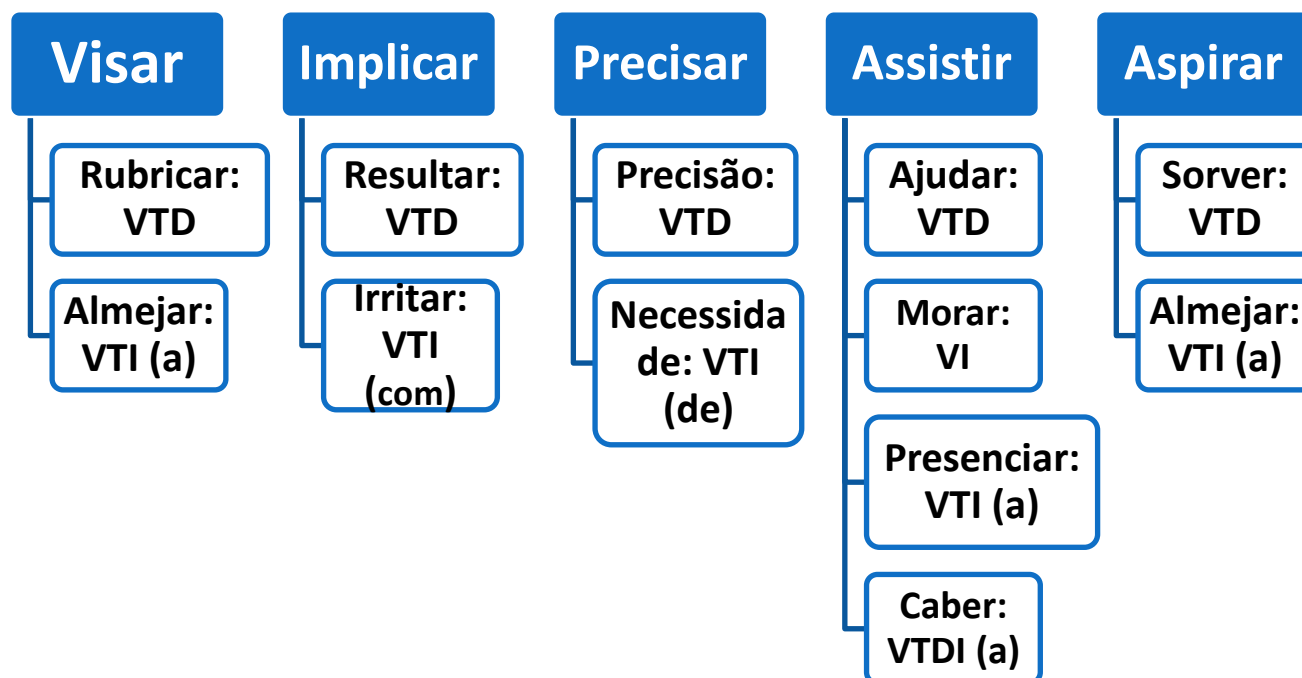 Visar
Rubricar:
VTD
Almejar:
VTI (a)
Implicar
Resultar:
VTD
Irritar:
VTI
(com)
Precisar
Precisão:
VTD
Necessida
de: VTI
(de)
Assistir
Ajudar:
VTD
Morar:
VI
Presenciar:
VTI (a)
Caber:
VTDI (a)
Aspirar
Sorver:
VTD
Almejar:
VTI (a)